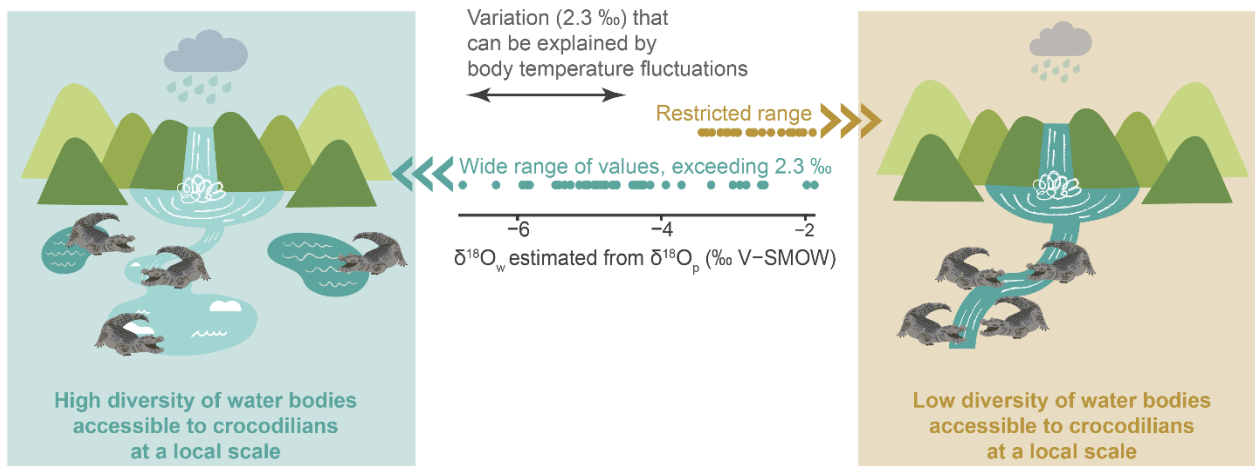 Variation (2.3 ‰) that
can be explained by
body temperature fluctuations
Restricted range
Wide range of values, exceeding 2.3 ‰
−6 −4 −2
δ¹⁸Ow estimated from δ¹⁸Op (‰ V−SMOW)
High diversity of water bodies
accessible to crocodilians
at a local scale
Low diversity of water bodies
accessible to crocodilians
at a local scale